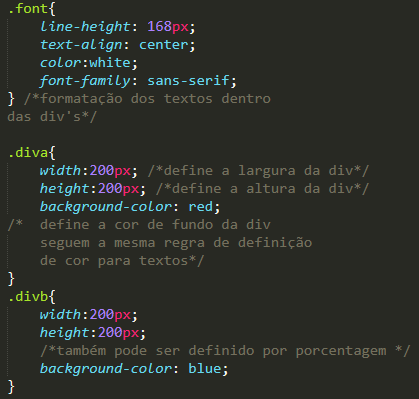 .font{
    line-height: 168px;
    text-align: center;
    color:white;
    font-family: sans-serif;
} /*formatação dos textos dentro
das div's*/

.diva{
    width:200px; /*define a largura da div*/
    height:200px; /*define a altura da div*/
    background-color: red;
/*  define a cor de fundo da div
    seguem a mesma regra de definição
    de cor para textos*/
}
.divb{
    width:200px;
    height:200px;
    /*também pode ser definido por porcentagem */
    background-color: blue;
}